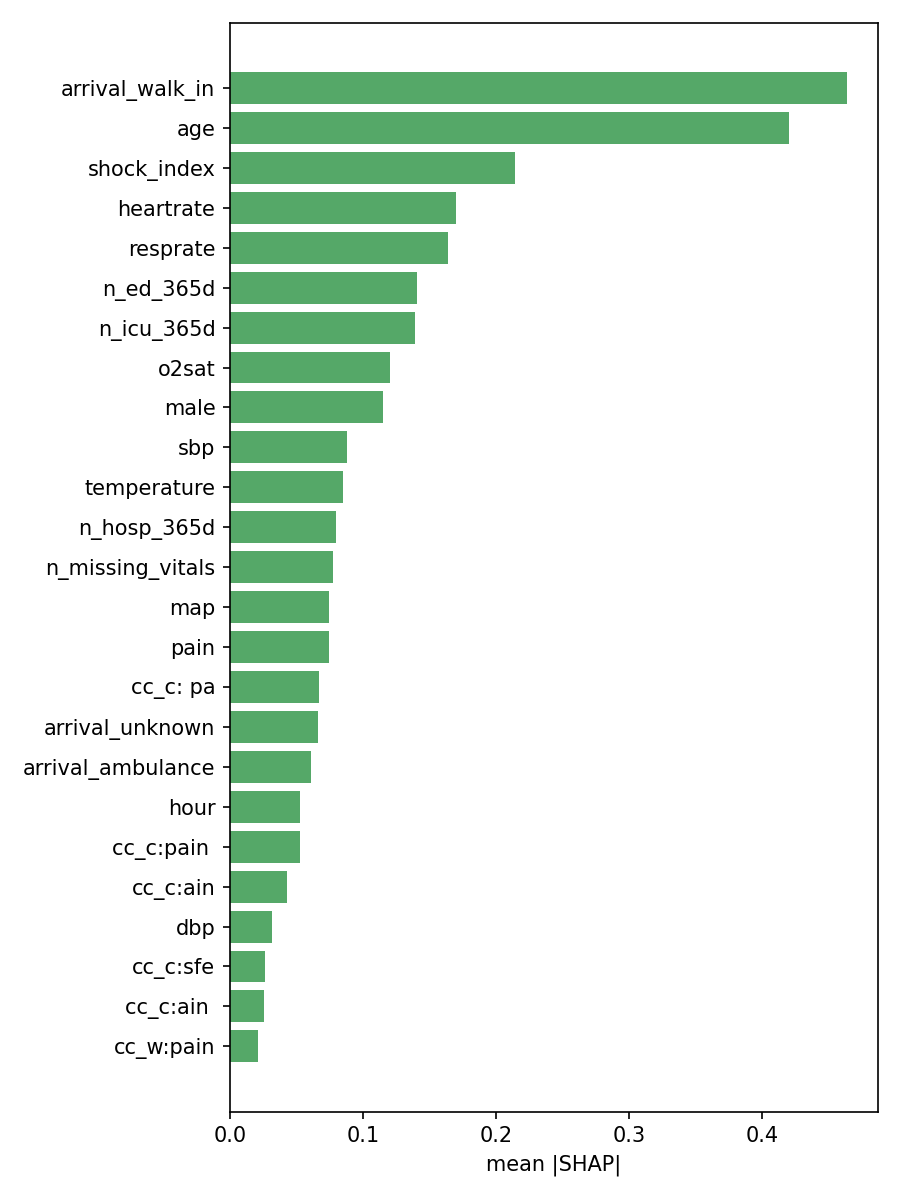 arrival_walk_in
age
shock_index
heartrate
resprate
n_ed_365d
n_icu_365d
o2sat
male
sbp
temperature
n_hosp_365d
n_missing_vitals
map
pain
cc_c: pa
arrival_unknown
arrival_ambulance
hour
cc_c:pain
cc_c:ain
dbp
cc_c:sfe
cc_c:ain
cc_w:pain
0.0 0.1 0.2 0.3 0.4
mean |SHAP|